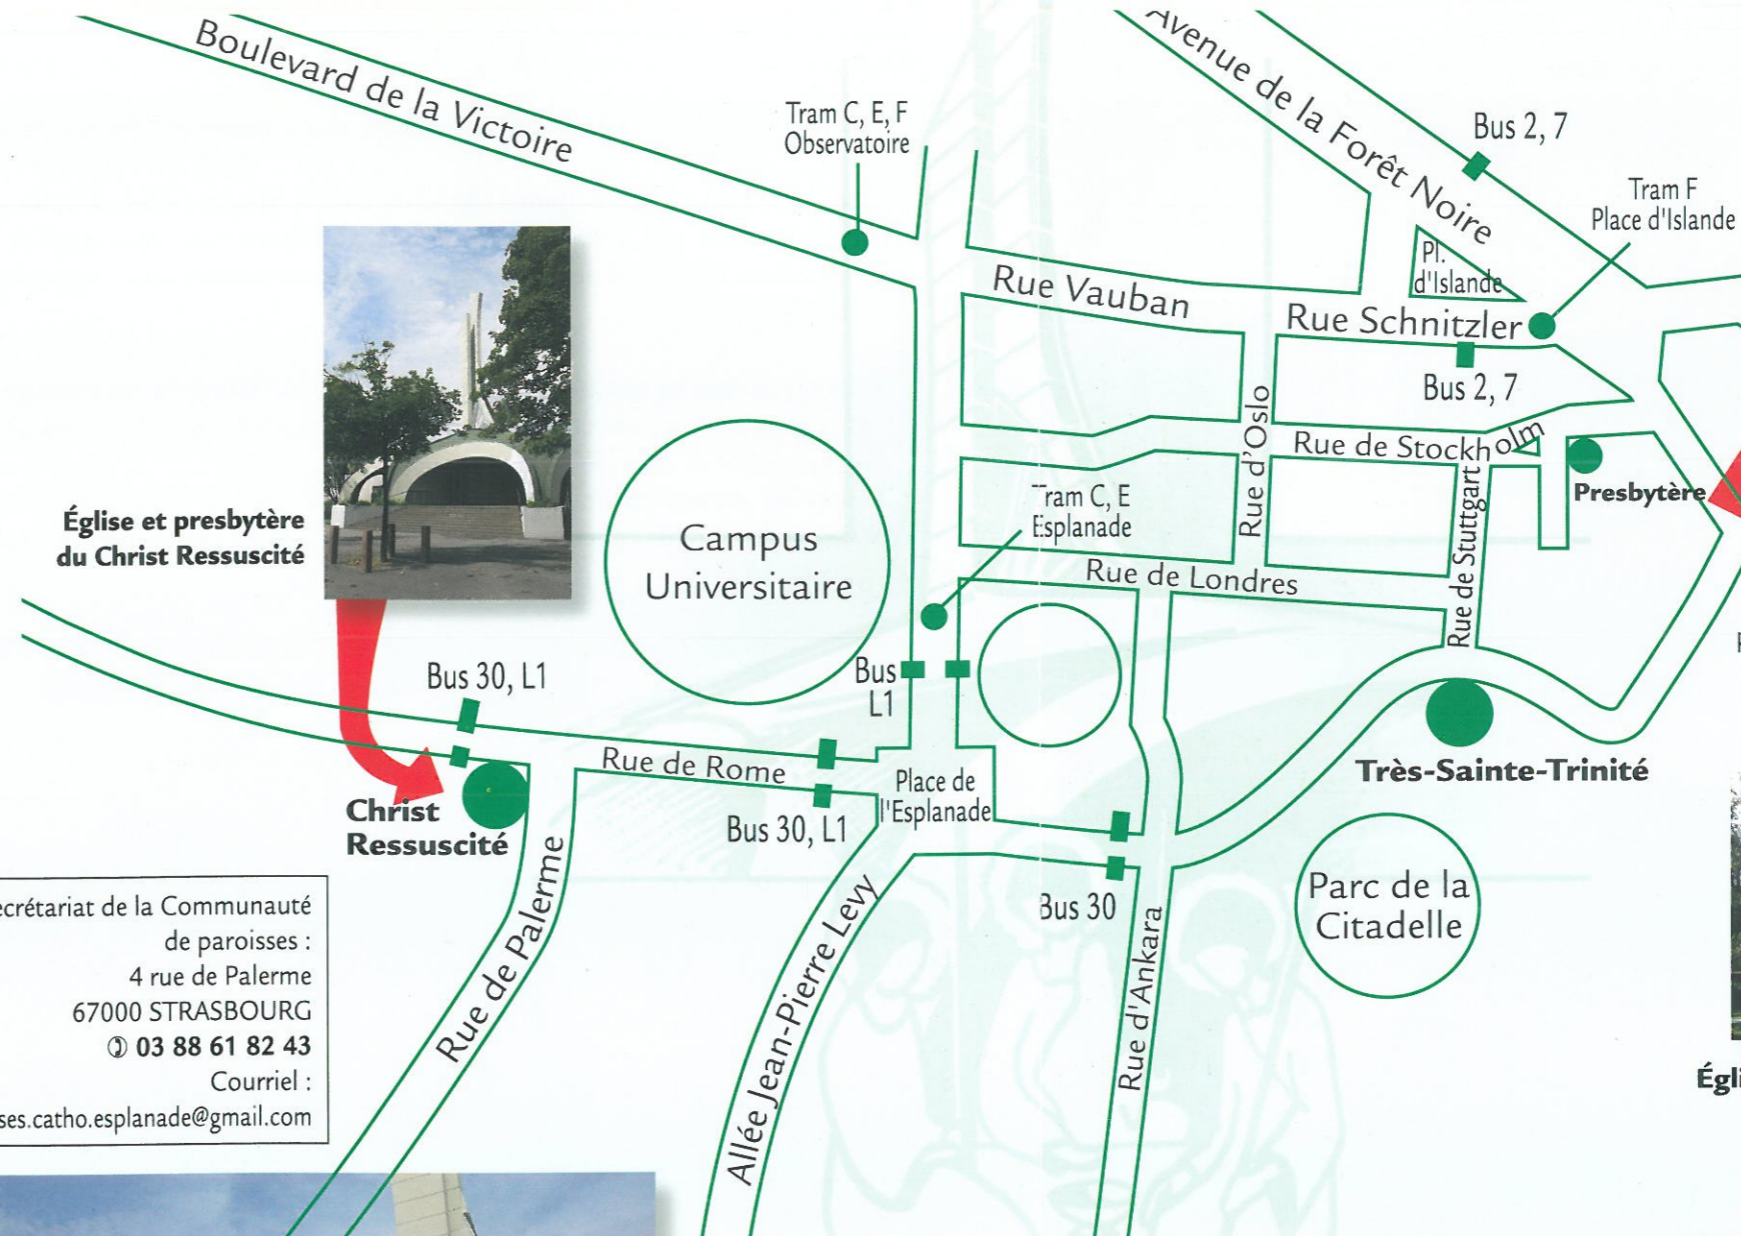 Boulevard de la Victoire
Tram C, E, F
Observatoire
Avenue de la Forêt Noire
Bus 2, 7
Tram F
Place d'Islande
Pl.
d'Islande
Rue Vauban
Rue Schnitzler
Bus 2, 7
Rue d'Oslo
Rue de Stockholm
Presbytère
Rue de Stuttgart
Église et presbytère
du Christ Ressuscité
Campus
Universitaire
Tram C, E
Esplanade
Rue de Londres
Bus 30, L1
Bus
L1
Rue de Rome
Place de
l'Esplanade
Bus 30, L1
Très-Sainte-Trinité
Christ
Ressuscité
Bus 30
Parc de la
Citadelle
Rue de Palerme
Allée Jean-Pierre Levy
Rue d'Ankara
ecrétariat de la Communauté
de paroisses :
4 rue de Palerme
67000 STRASBOURG
03 88 61 82 43
Courriel :
ses.catho.esplanade@gmail.com
Égli